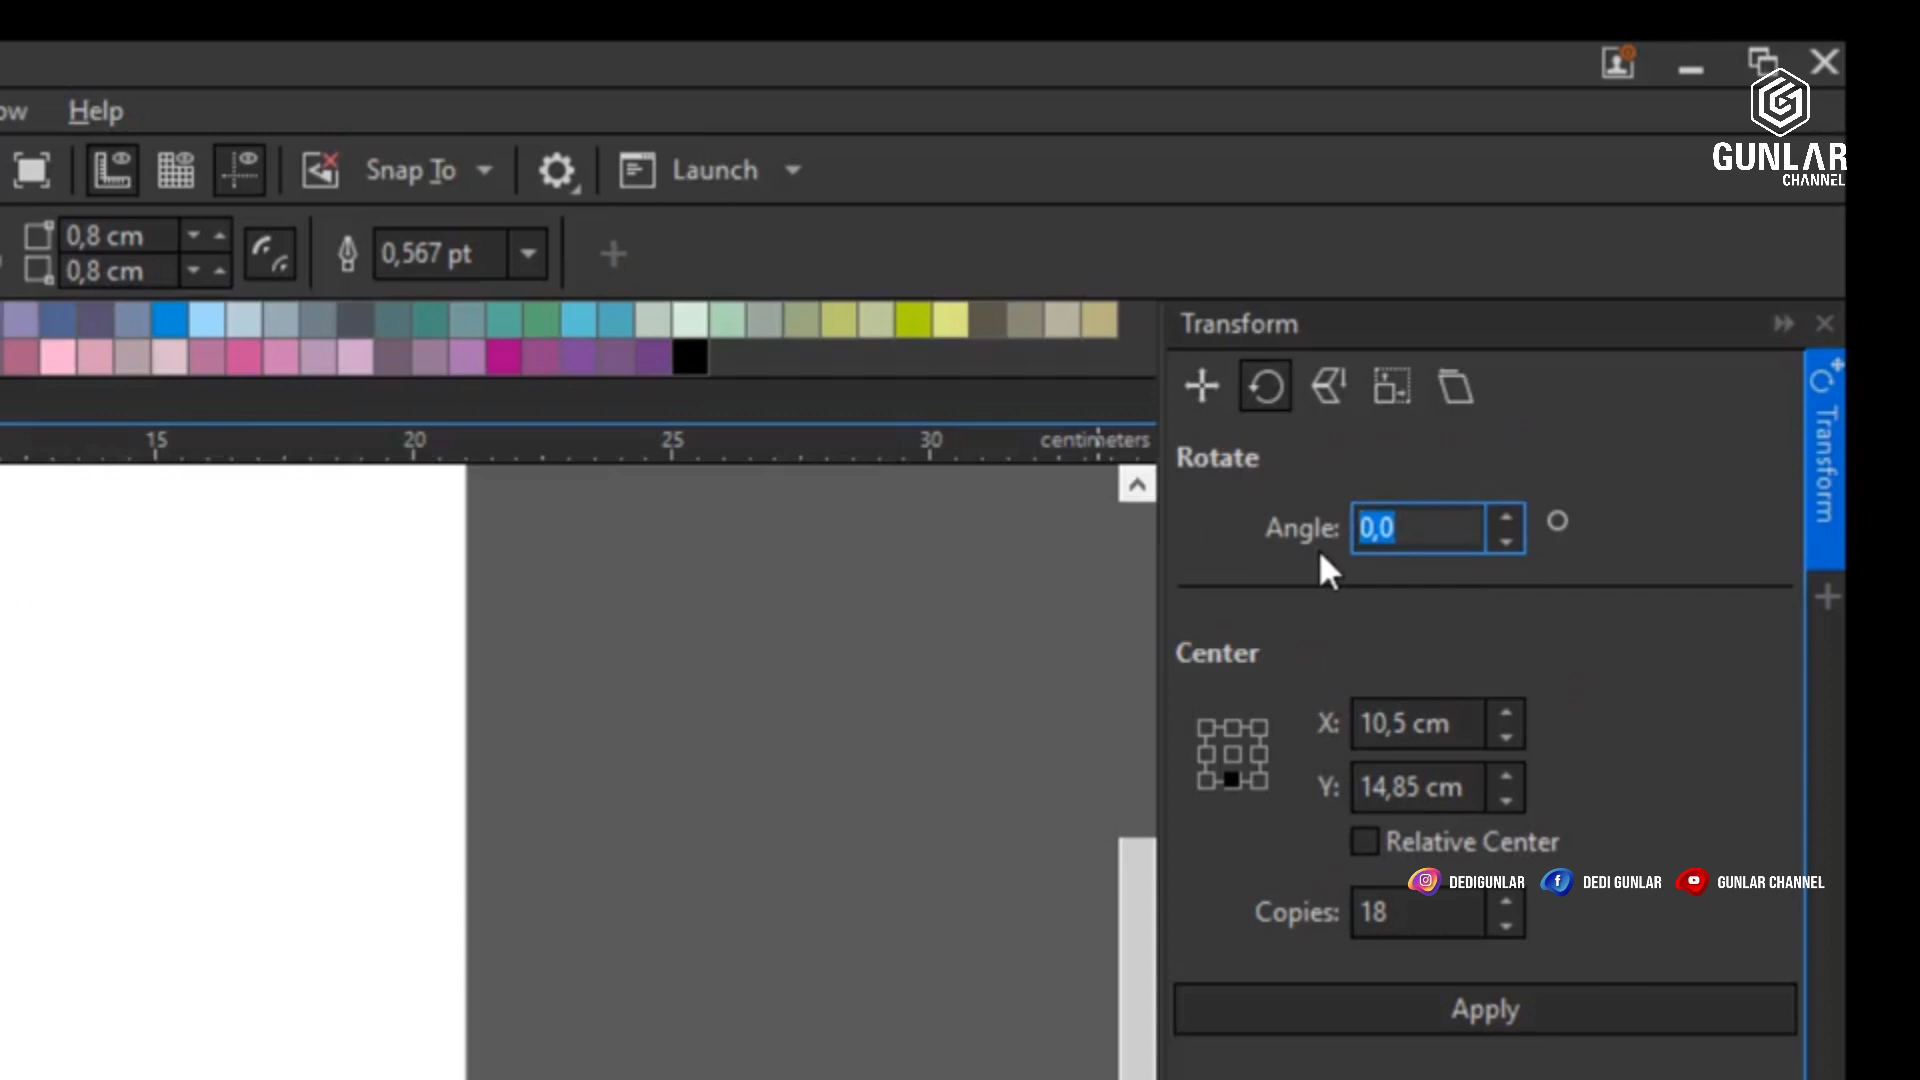 GUNLAR
CHANNEL
ow Help
Snap To Launch
0,8 cm
0,8 cm
0,567 pt
Transform
15 20 25 30 centimeters
Transform
Rotate
Angle: 0,0
Center
X: 10,5 cm
Y: 14,85 cm
Relative Center
DEDIGUNLAR DEDI GUNLAR GUNLAR CHANNEL
Copies: 18
Apply